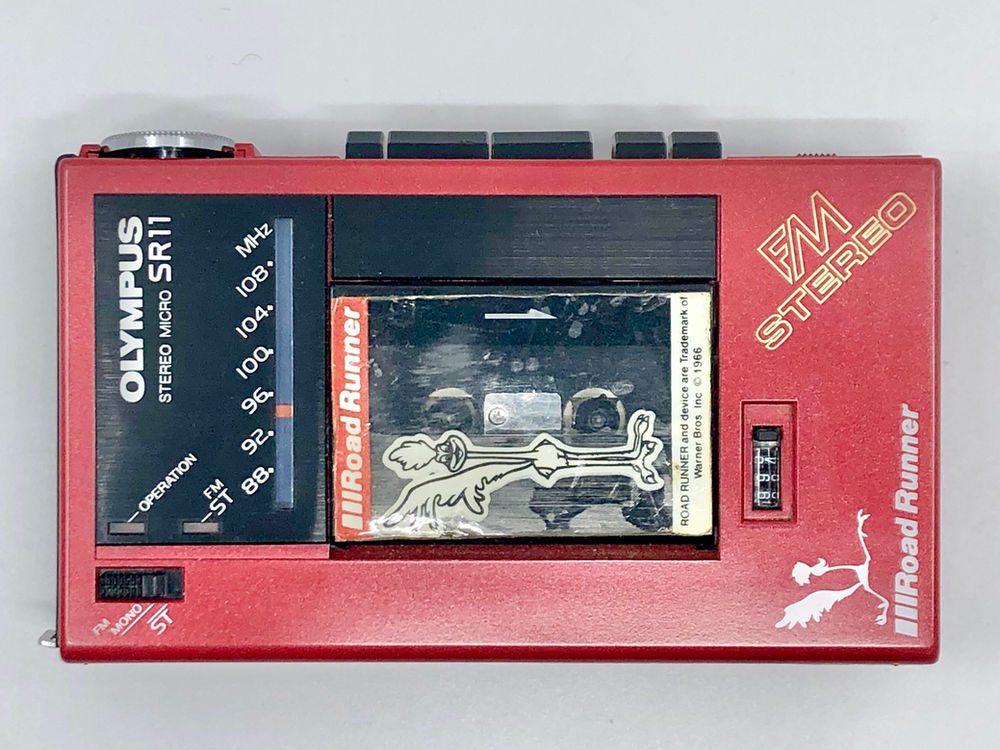 OLYMPUS
STEREO MICRO SR11
MHz
108.
104.
100.
96.
92.
88.
OPERATION
FM
ST
FM
MONO
ST
Road Runner
ROAD RUNNER and device are Trademark of
Warner Bros Inc © 1966
FM
STEREO
Road Runner